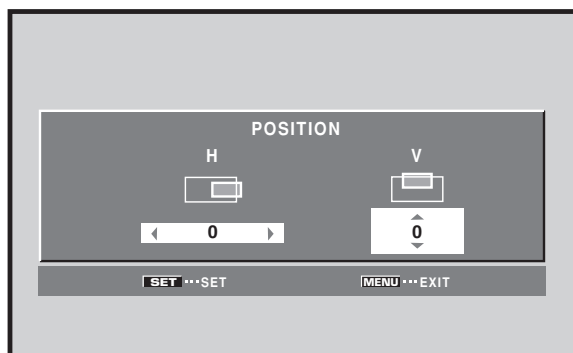 POSITION
H V
0 0
SET ···SET MENU ···EXIT